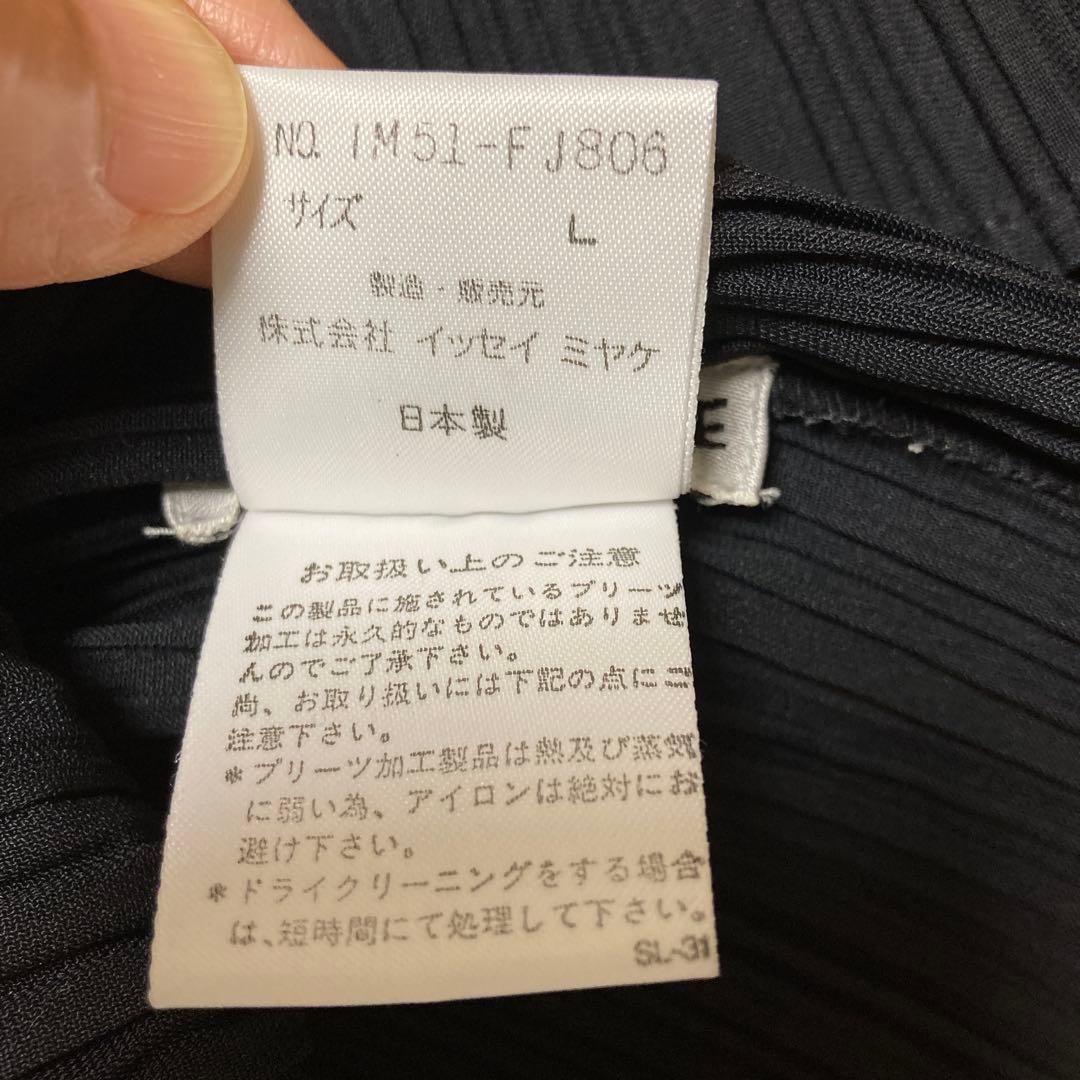 NO. IM51-FJ806
サイズ L
製造・販売元
株式会社 イッセイ ミヤケ
日本製
E
お取扱い上のご注意
この製品に施されているプリーツ
加工は永久的なものではありませ
んのでご了承下さい。
尚、お取り扱いには下記の点にご
注意下さい。
*プリーツ加工製品は熱及び蒸気
に弱い為、アイロンは絶対にお
避け下さい。
*ドライクリーニングをする場合
は、短時間にて処理して下さい。
SL-31